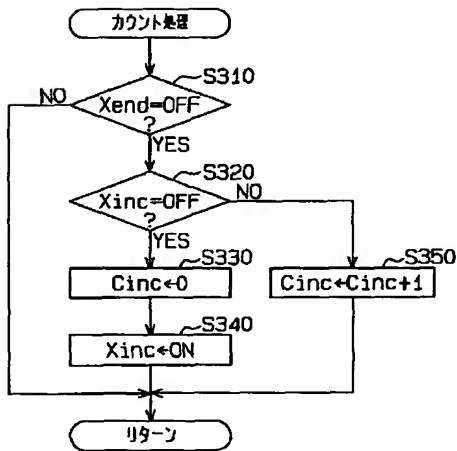 カウント処理
S310
NO
Xend=OFF
?
YES
S320
Xinc=OFF
NO
?
YES
S330
Cinc←0
S350
Cinc←Cinc+1
S340
Xinc←ON
リターン